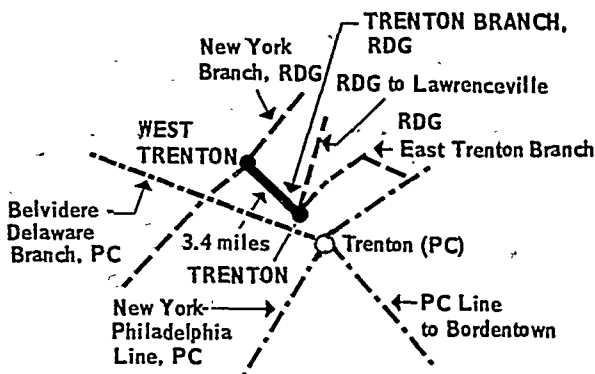 TRENTON BRANCH,
RDG
New York
Branch, RDG
RDG to Lawrenceville
RDG
East Trenton Branch
WEST
TRENTON
Belvidere
Delaware
Branch, PC
3.4 miles
TRENTON
Trenton (PC)
New York-
Philadelphia
Line, PC
PC Line
to Bordentown